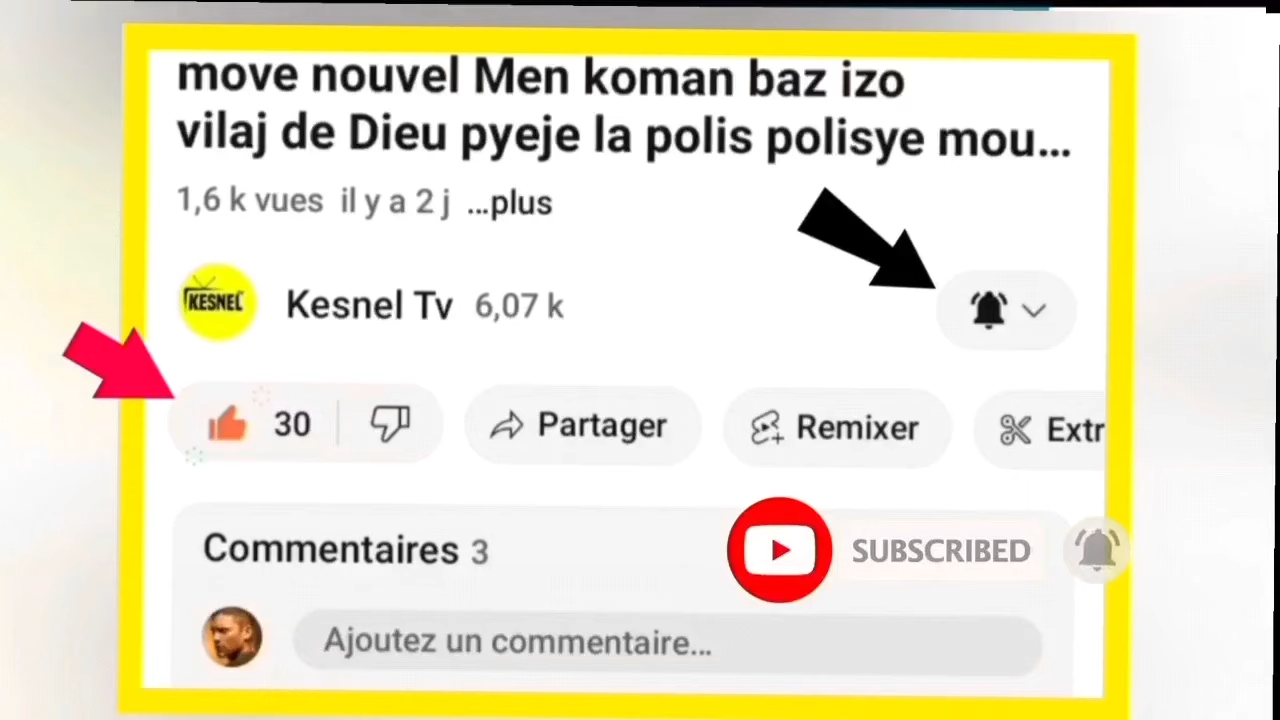 move nouvel Men koman baz izo
vilaj de Dieu pyeje la polis polisye mou...
1,6 k vues il y a 2 j ...plus
KESNEL
Kesnel Tv 6,07 k
30
Partager
Remixer
Extr
Commentaires 3
SUBSCRIBED
Ajoutez un commentaire...